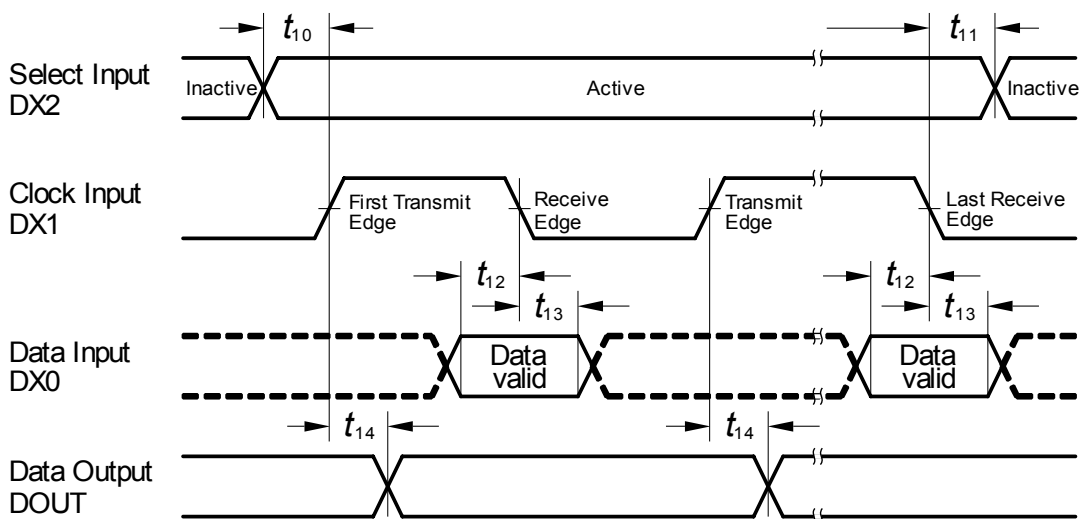 t10
t11
Select Input
DX2
Inactive
Active
Inactive
Clock Input
DX1
First Transmit
Edge
Receive
Edge
Transmit
Edge
Last Receive
Edge
t12
t12
t13
t13
Data Input
DX0
Data
valid
Data
valid
t14
t14
Data Output
DOUT